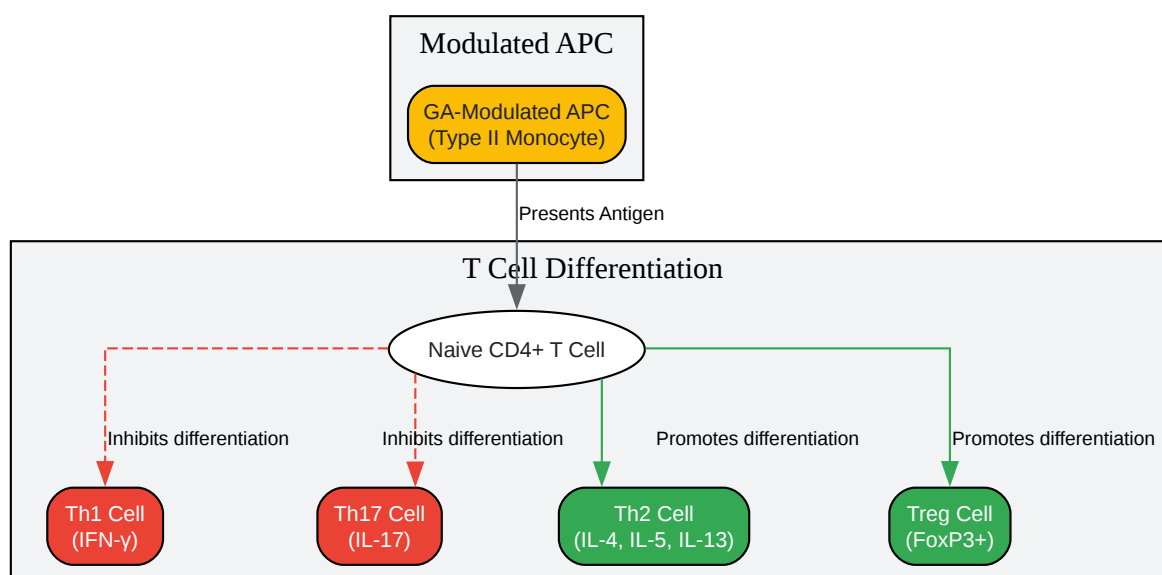 Modulated APC
GA-Modulated APC
(Type II Monocyte)
Presents Antigen
T Cell Differentiation
Naive CD4+ T Cell
Inhibits differentiation
Inhibits differentiation
Promotes differentiation
Promotes differentiation
Th1 Cell
(IFN-γ)
Th17 Cell
(IL-17)
Th2 Cell
(IL-4, IL-5, IL-13)
Treg Cell
(FoxP3+)